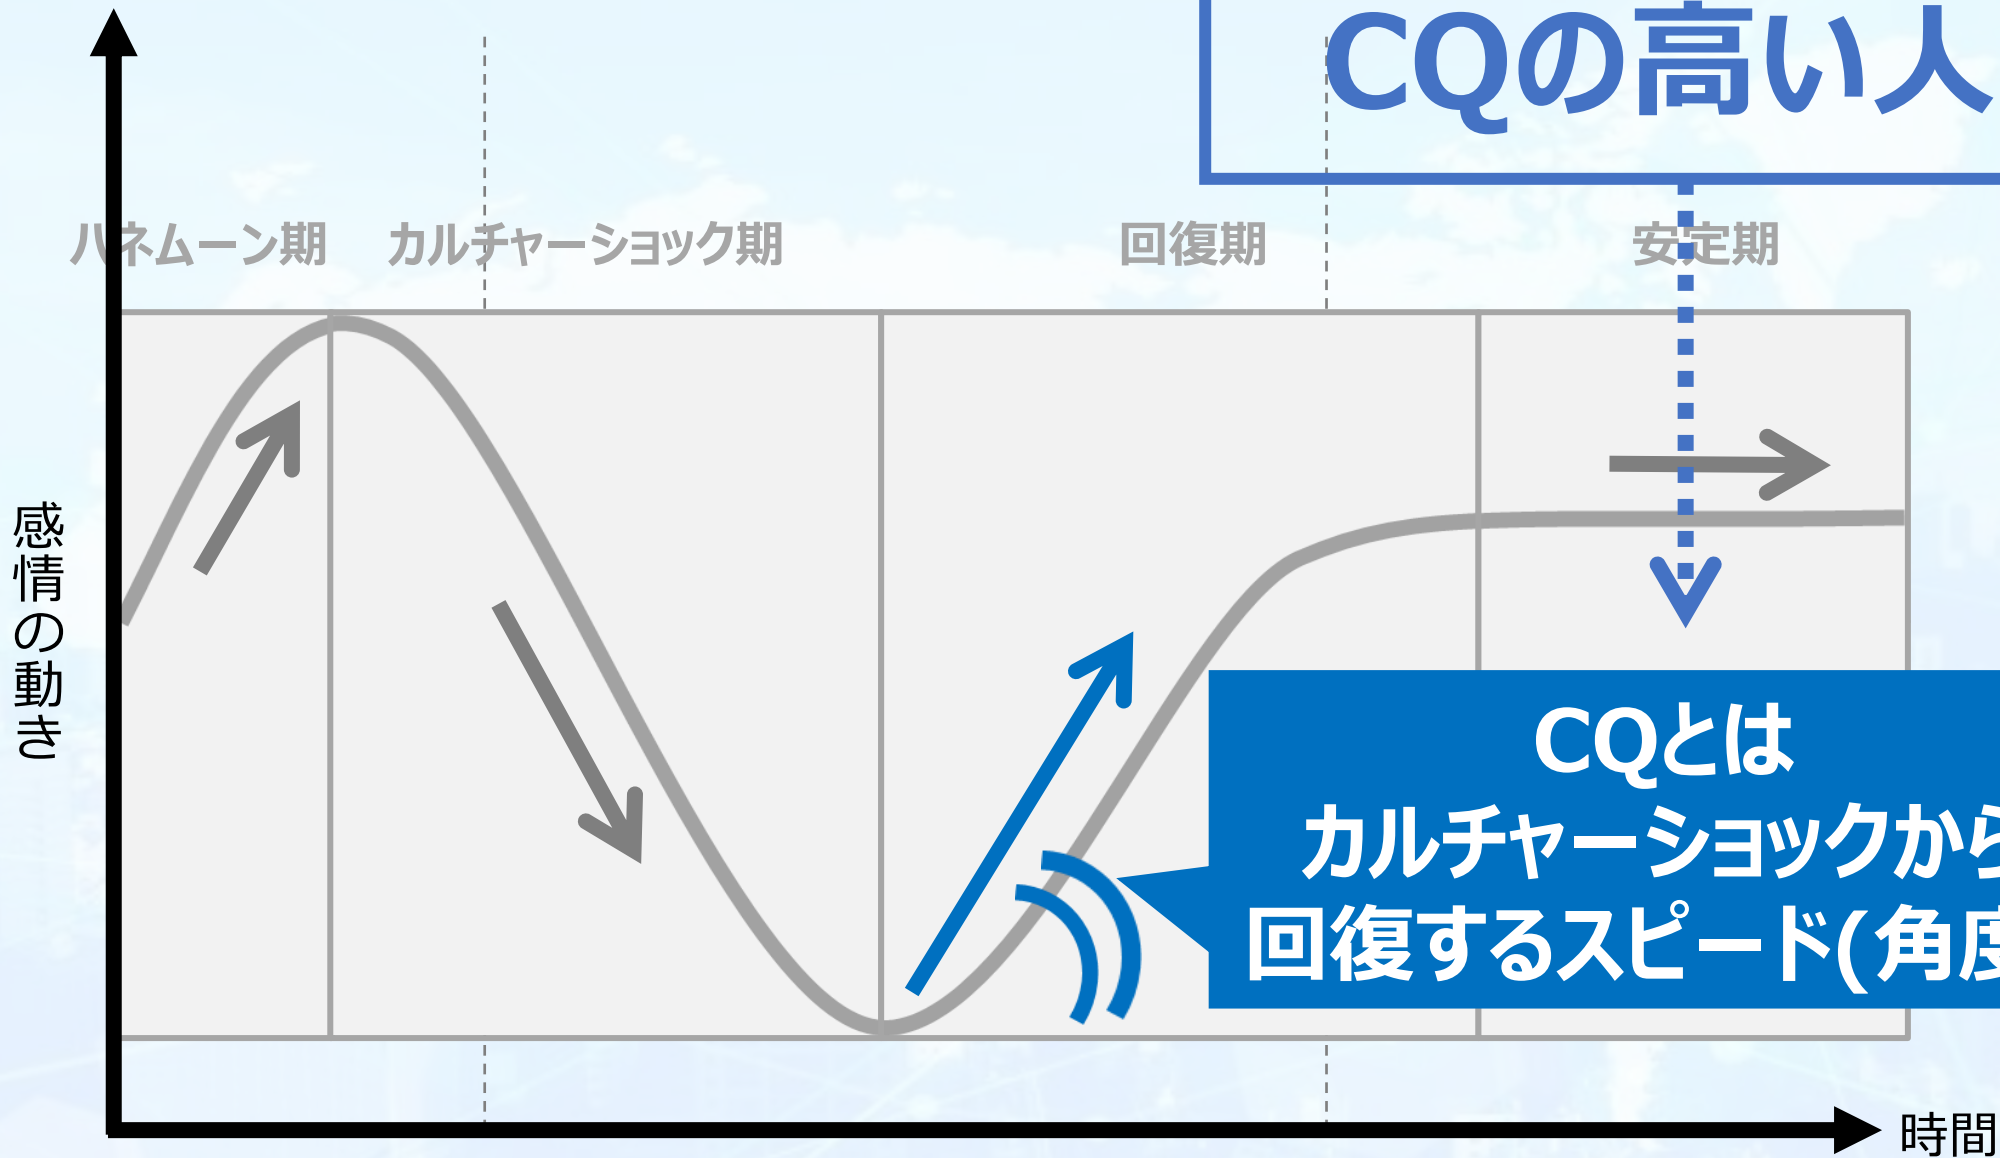 CQの高い人
ハネムーン期
カルチャーショック期
回復期
安定期
感情の動き
CQとは
カルチャーショックから
回復するスピード(角度
時間